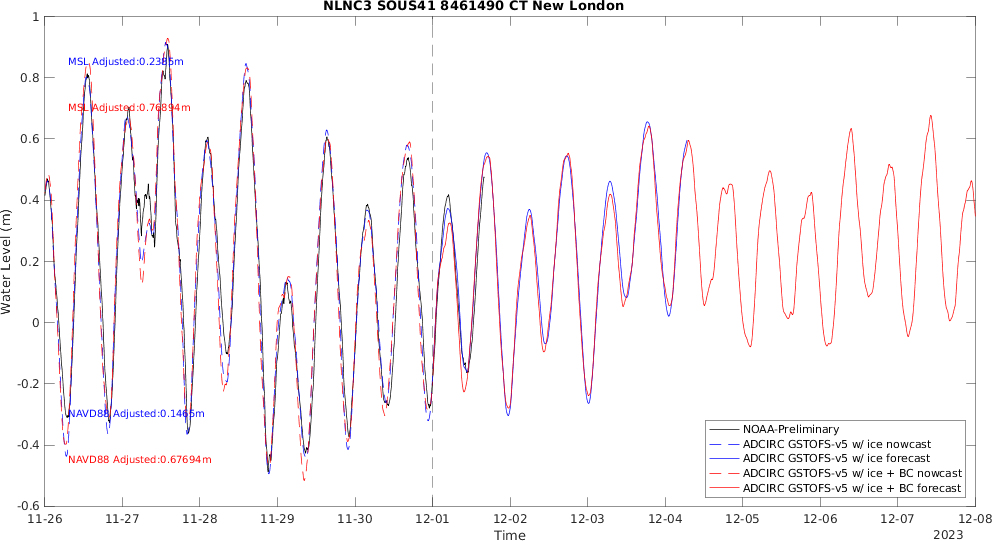 NLNC3 SOUS41 8461490 CT New London
1
0.8
0.6
0.4
0.2
0
-0.2
-0.4
-0.6
Water Level (m)
MSL Adjusted:0.2385m
MSL Adjusted:0.76894m
NAVD88 Adjusted:0.1465m
NAVD88 Adjusted:0.67694m
NOAA-Preliminary
ADCIRC GSTOFS-v5 w/ ice nowcast
ADCIRC GSTOFS-v5 w/ ice forecast
ADCIRC GSTOFS-v5 w/ ice + BC nowcast
ADCIRC GSTOFS-v5 w/ ice + BC forecast
11-26 11-27 11-28 11-29 11-30 12-01 12-02 12-03 12-04 12-05 12-06 12-07 12-08
Time
2023